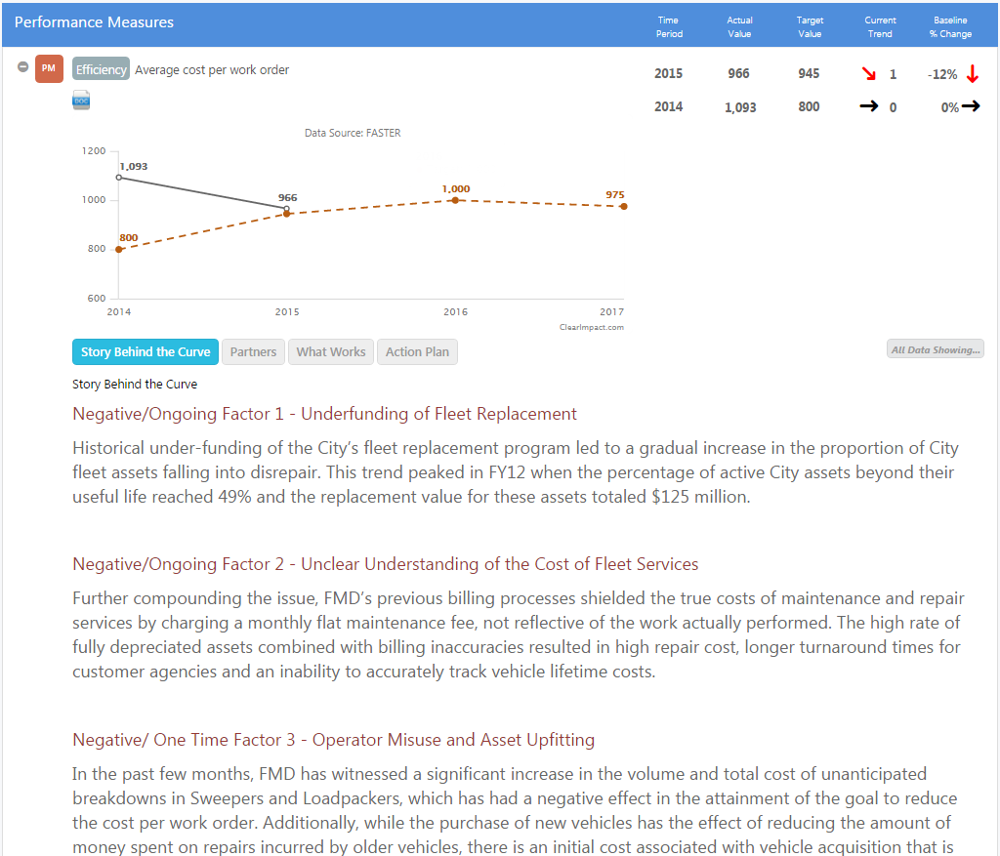 Performance Measures
Time Period
Actual Value
Target Value
Current Trend
Baseline % Change
PM Efficiency Average cost per work order
2015 966 945 1 -12%
DOC
2014 1,093 800 0 0%
Data Source: FASTER
1200
1,093
1000
966
1,000
975
800
800
600
2014 2015 2016 2017
ClearImpact.com
Story Behind the Curve Partners What Works Action Plan All Data Showing...
Story Behind the Curve
Negative/Ongoing Factor 1 - Underfunding of Fleet Replacement
Historical under-funding of the City’s fleet replacement program led to a gradual increase in the proportion of City
fleet assets falling into disrepair. This trend peaked in FY12 when the percentage of active City assets beyond their
useful life reached 49% and the replacement value for these assets totaled $125 million.
Negative/Ongoing Factor 2 - Unclear Understanding of the Cost of Fleet Services
Further compounding the issue, FMD’s previous billing processes shielded the true costs of maintenance and repair
services by charging a monthly flat maintenance fee, not reflective of the work actually performed. The high rate of
fully depreciated assets combined with billing inaccuracies resulted in high repair cost, longer turnaround times for
customer agencies and an inability to accurately track vehicle lifetime costs.
Negative/ One Time Factor 3 - Operator Misuse and Asset Upfitting
In the past few months, FMD has witnessed a significant increase in the volume and total cost of unanticipated
breakdowns in Sweepers and Loadpackers, which has had a negative effect in the attainment of the goal to reduce
the cost per work order. Additionally, while the purchase of new vehicles has the effect of reducing the amount of
money spent on repairs incurred by older vehicles, there is an initial cost associated with vehicle acquisition that is